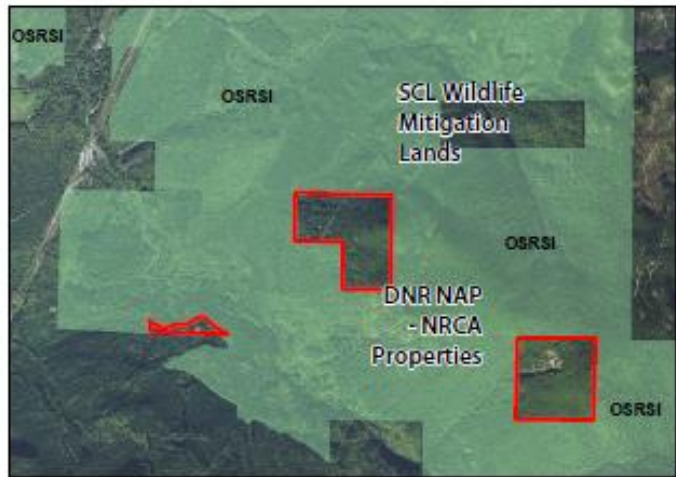 OSRSI
OSRSI
SCL Wildlife
Mitigation
Lands
OSRSI
DNR NAP
- NRCA
Properties
OSRSI